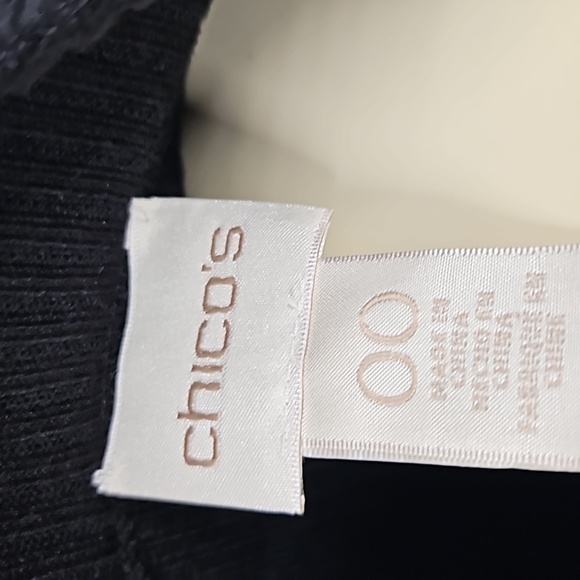 chico's
00
MADE IN
CHINA
HECHO EN
CHINA
FABRIQUÉ EN
CHINE